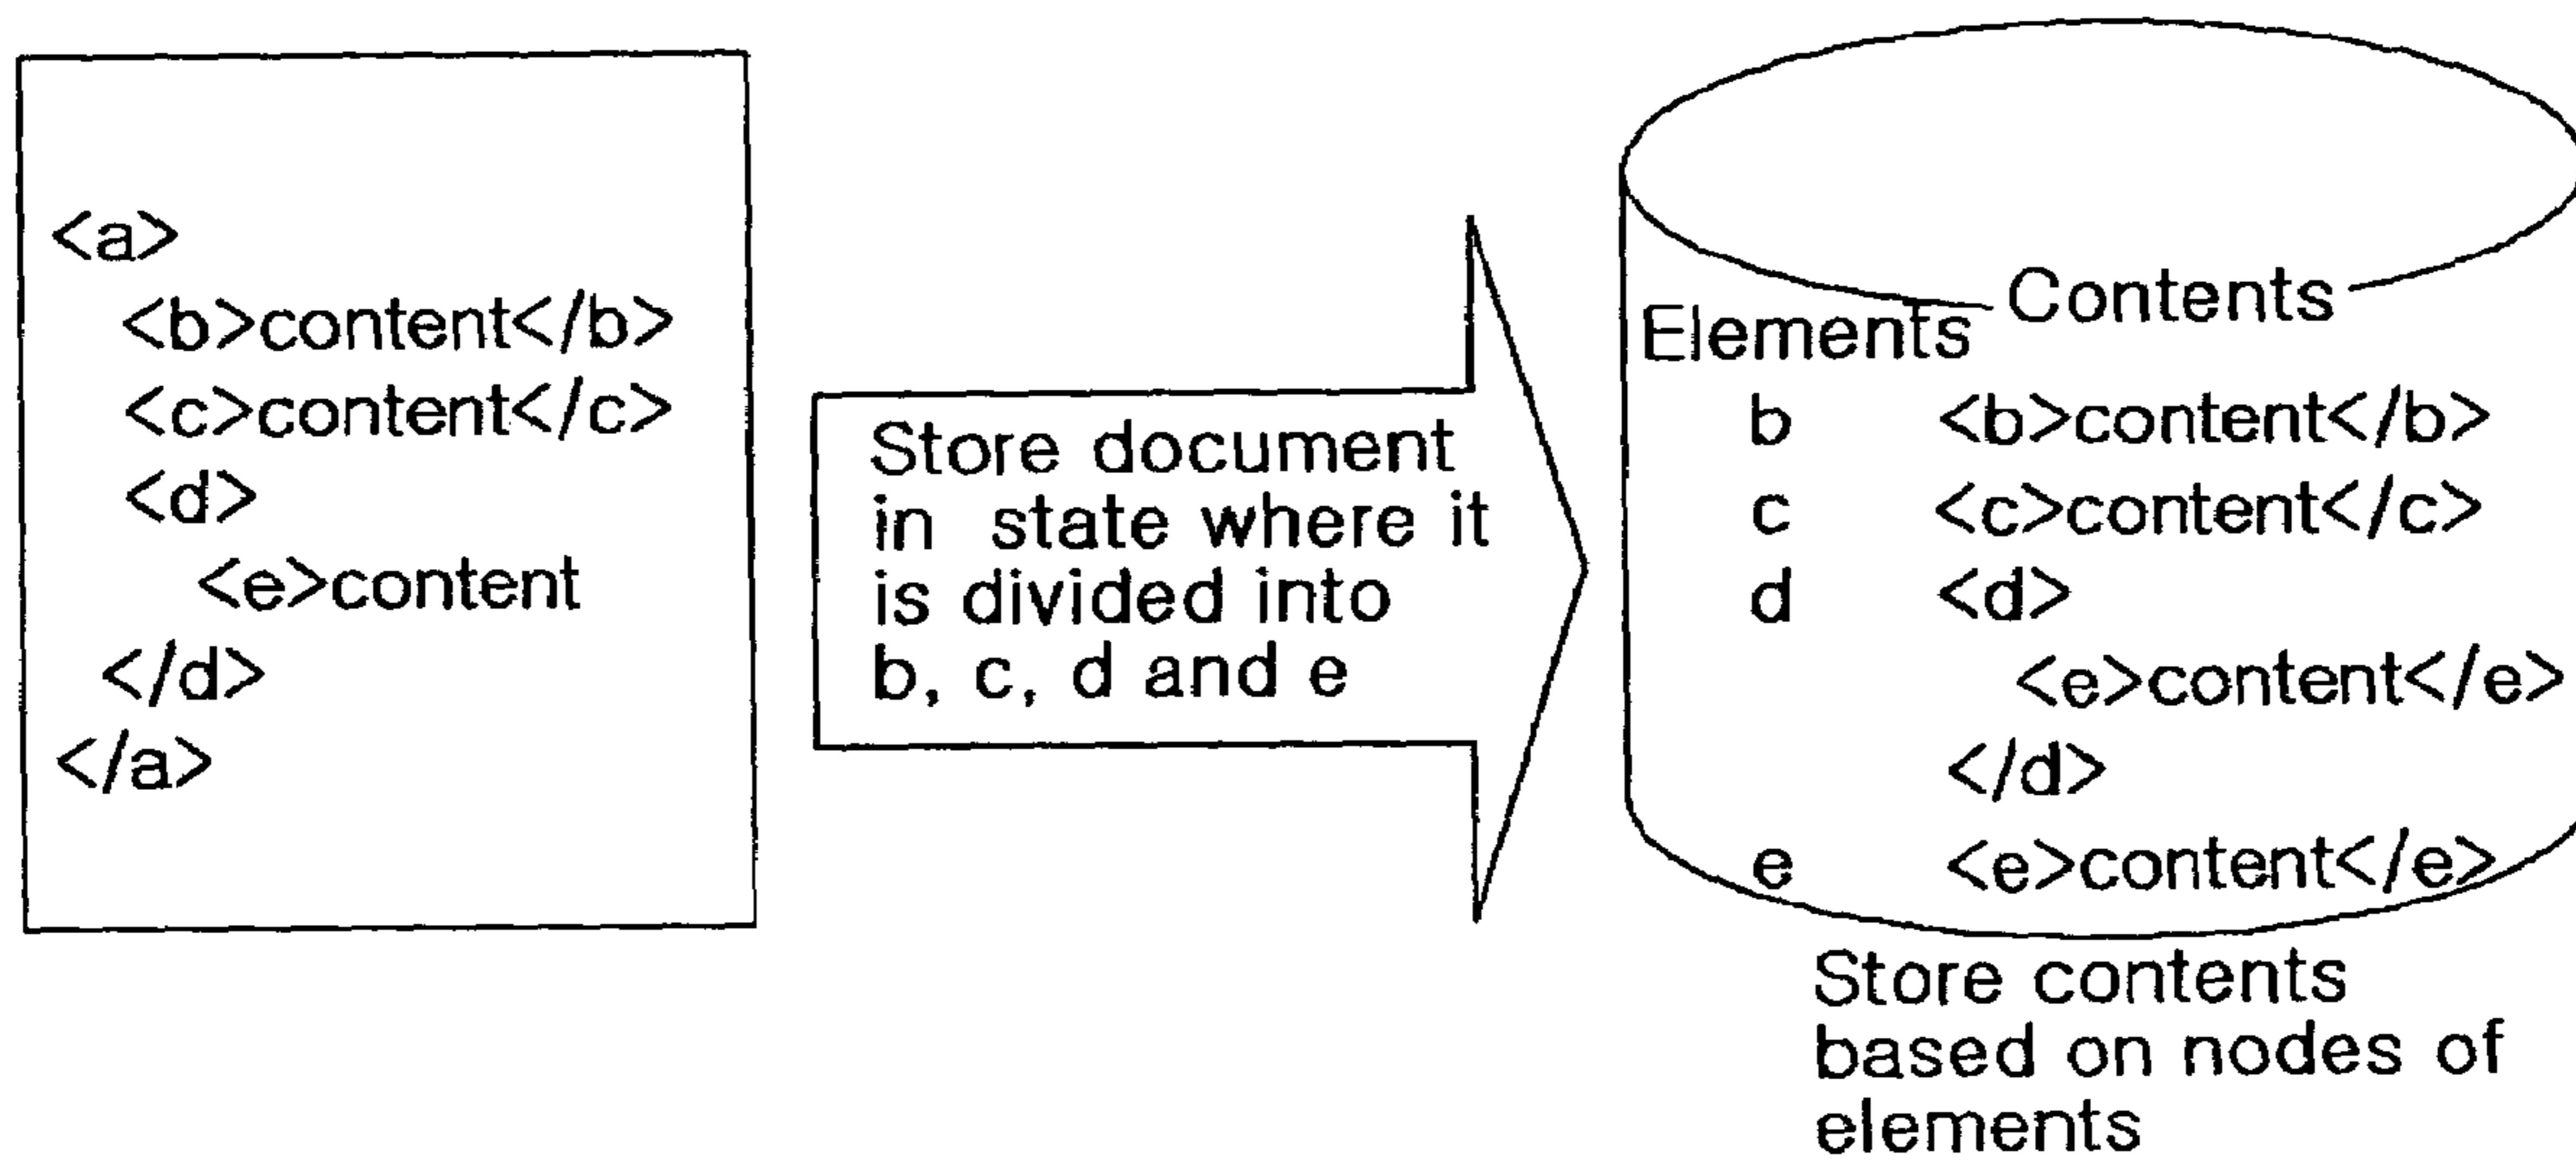 <a>
<b>content</b>
<c>content</c>
<d>
<e>content
</d>
</a>
Store document
in state where it
is divided into
b, c, d and e
Elements Contents
b <b>content</b>
c <c>content</c>
d <d>
<e>content</e>
</d>
e <e>content</e>
Store contents
based on nodes of
elements